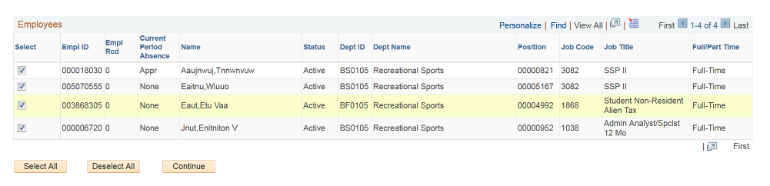 Employees Personalize | Find | View All | | First 1-4 of 4 Last
Select Empl ID Empl Rcd Current Period Absence Name Status Dept ID Dept Name Position Job Code Job Title Full/Part Time
000018030 0 Appr Aaujnwuj,Tnnwnvuw Active BS0105 Recreational Sports 00000821 3082 SSP II Full-Time
005070555 0 None Eaitnu,Wiuuo Active BS0105 Recreational Sports 00005167 3082 SSP II Full-Time
003868305 0 None Eaut,Etu Vaa Active BF0105 Recreational Sports 00004992 1868 Student Non-Resident Alien Tax Full-Time
000006720 0 None Jnut,Enitniton V Active BS0105 Recreational Sports 00000952 1038 Admin Analyst/Spclst 12 Mo Full-Time
| First
Select All Deselect All Continue